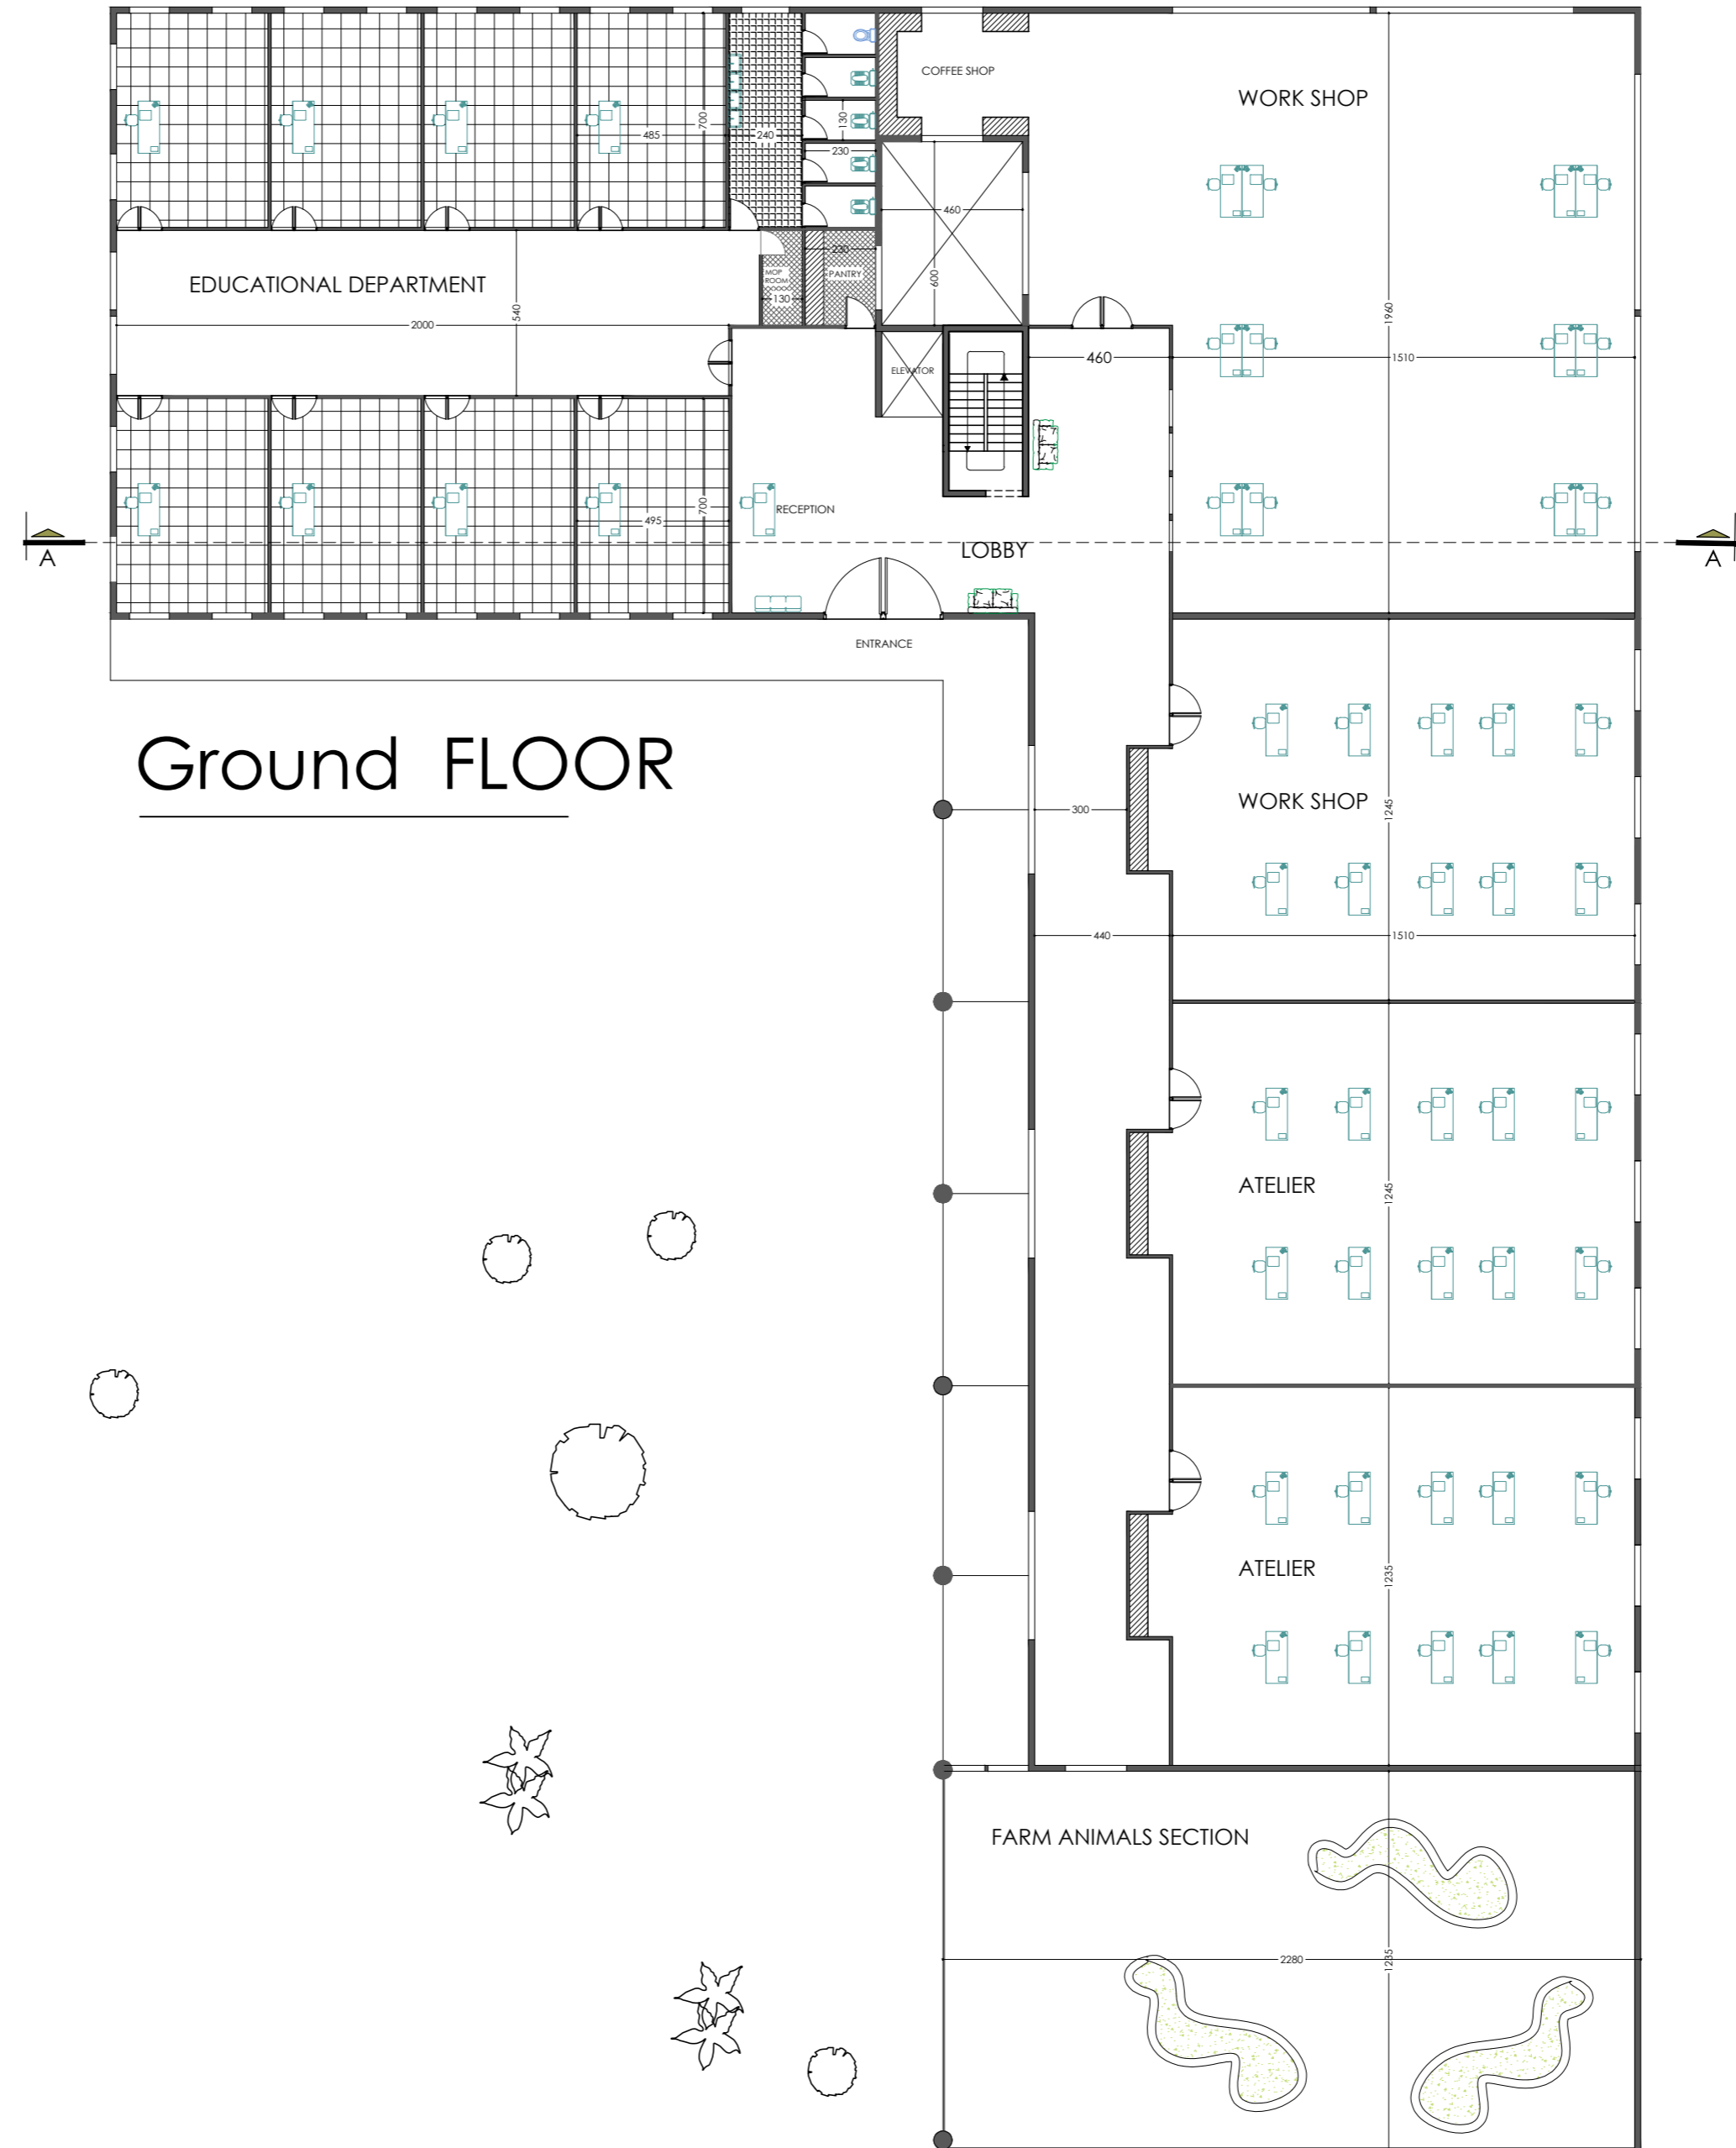 COFFEE SHOP
WORK SHOP
485
700
240
130
230
460
600
230
MOP
ROOM
PANTRY
130
EDUCATIONAL DEPARTMENT
540
2000
1960
460
1510
ELEVATOR
495
700
RECEPTION
LOBBY
A
A
ENTRANCE
Ground FLOOR
WORK SHOP
300
1245
440
1510
ATELIER
1245
ATELIER
1235
FARM ANIMALS SECTION
2280
1235